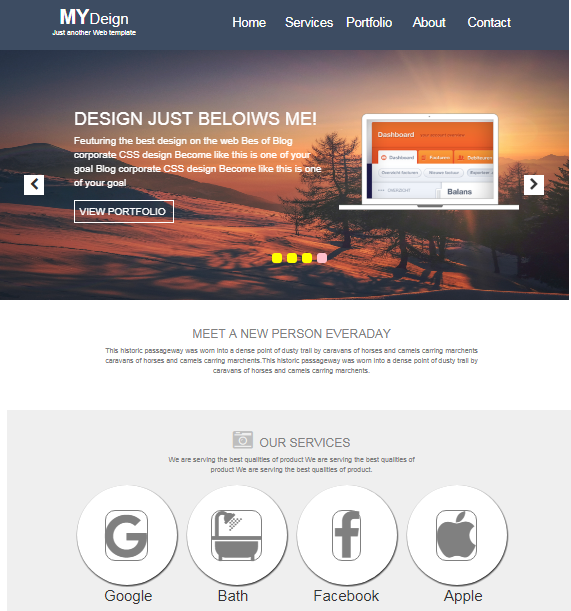 MYDeign
Just another Web template
Home Services Portfolio About Contact
DESIGN JUST BELOIWS ME!
Feuturing the best design on the web Bes of Blog
corporate CSS design Become like this is one of your
goal Blog corporate CSS design Become like this is one
of your goal
VIEW PORTFOLIO
Dashboard
Dashboard Features
OVERZICHT
Balans
MEET A NEW PERSON EVERADAY
This historic passageway was worn into a dense point of dusty trail by caravans of horses and camels carring marchents
caravans of horses and camels carring marchents.This historic passageway was worn into a dense point of dusty trail by
caravans of horses and camels carring marchents.
OUR SERVICES
We are serving the best qualities of product We are serving the best qualities of
product We are serving the best qualities of product.
Google Bath Facebook Apple